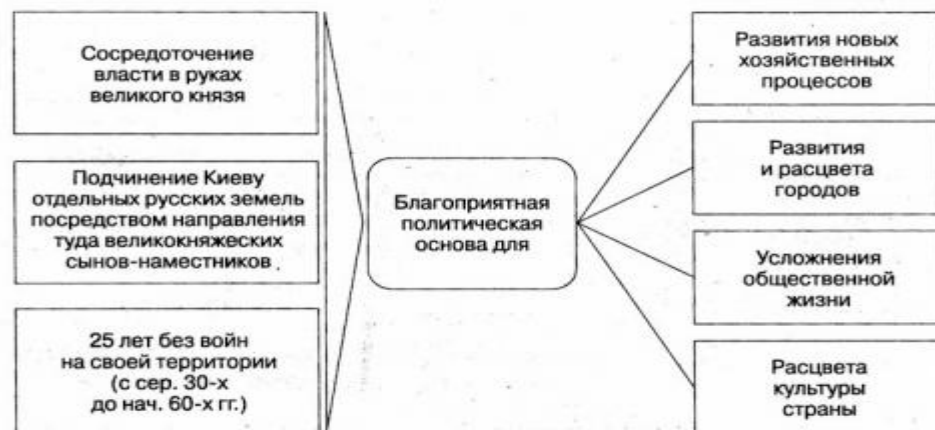 Сосредоточение
власти в руках
великого князя
Подчинение Киеву
отдельных русских земель
посредством направления
туда великокняжеских
сынов-наместников
25 лет без войн
на своей территории
(с сер. 30-х
до нач. 60-х гг.)
Благоприятная
политическая
основа для
Развития новых
хозяйственных
процессов
Развития
и расцвета
городов
Усложнения
общественной
жизни
Расцвета
культуры
страны